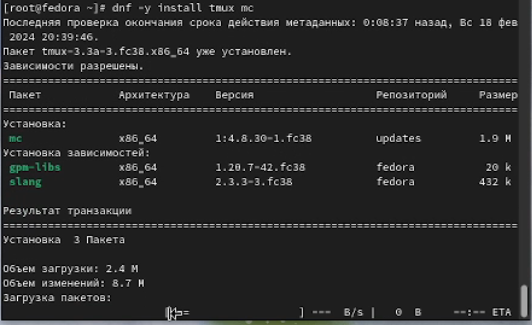 [root@fedora ~]# dnf -y install tmux mc
Последняя проверка окончания срока действия метаданных: 0:08:37 назад, Вс 18 фев
2024 20:39:46.
Пакет tmux-3.3a-3.fc38.x86_64 уже установлен.
Зависимости разрешены.
================================================================================
Пакет Архитектура Версия Репозиторий Размер
================================================================================
Установка:
mc x86_64 1:4.8.30-1.fc38 updates 1.9 M
Установка зависимостей:
gpm-libs x86_64 1.20.7-42.fc38 fedora 20 k
slang x86_64 2.3.3-3.fc38 fedora 432 k
Результат транзакции
================================================================================
Установка 3 Пакета
Объем загрузки: 2.4 M
Объем изменений: 8.7 M
Загрузка пакетов:
[ <= ] --- B/s | 0 B --:-- ETA